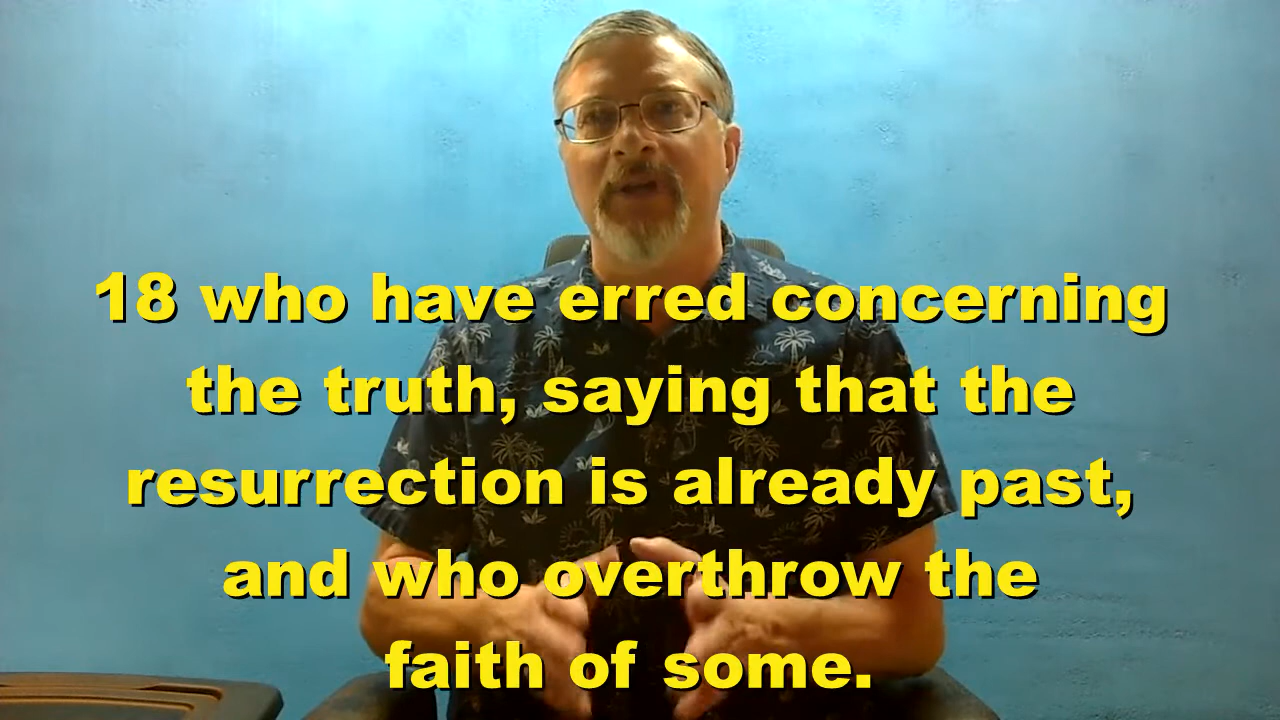 18 who have erred concerning
the truth, saying that the
resurrection is already past,
and who overthrow the
faith of some.